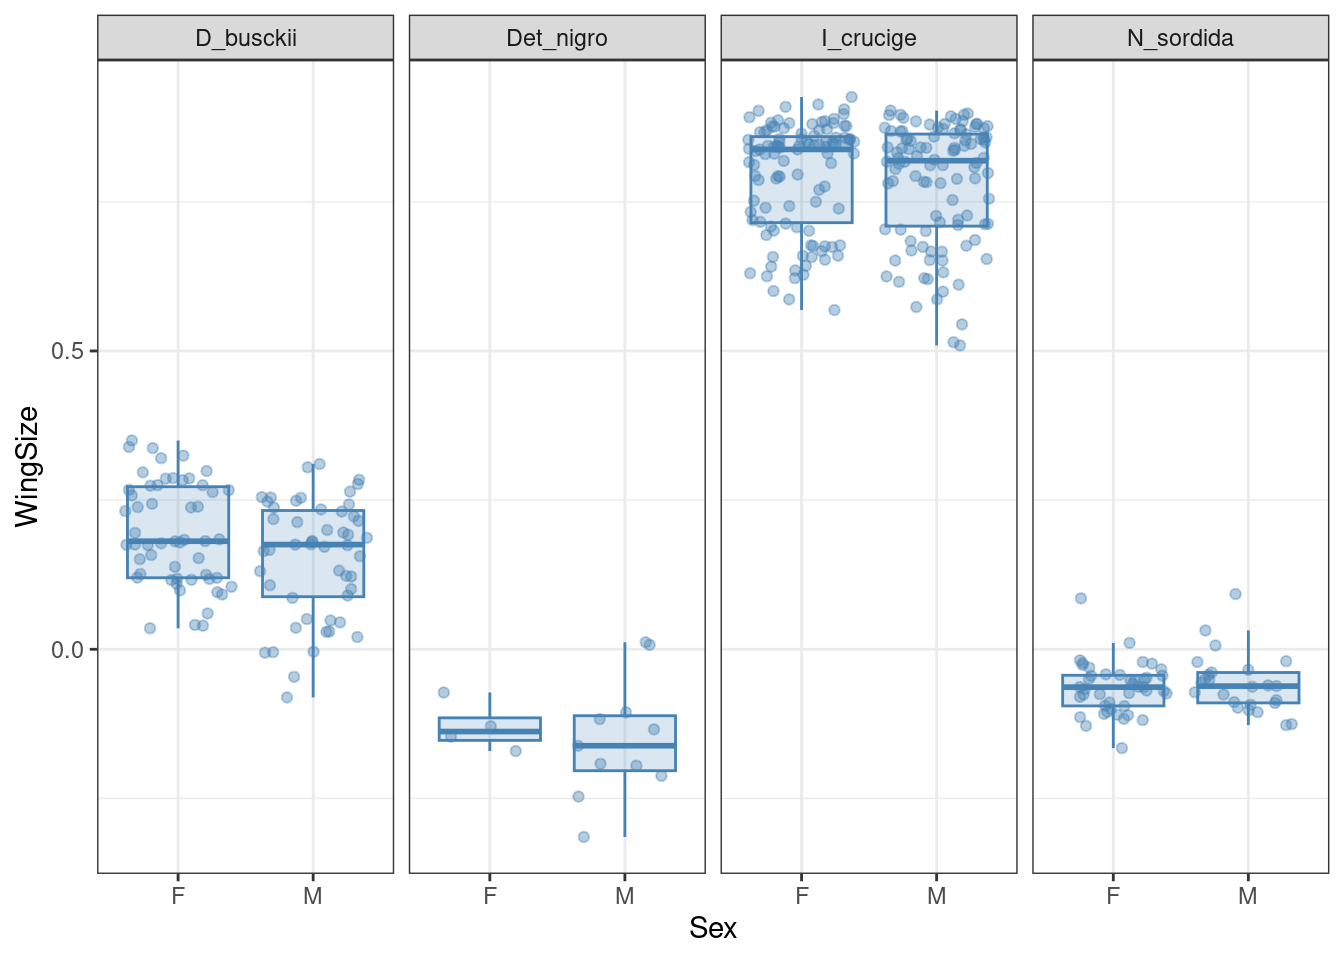 D_busckii
Det_nigro
I_crucige
N_sordida
WingSize
0.5
0.0
F
M
F
M
F
M
F
M
Sex